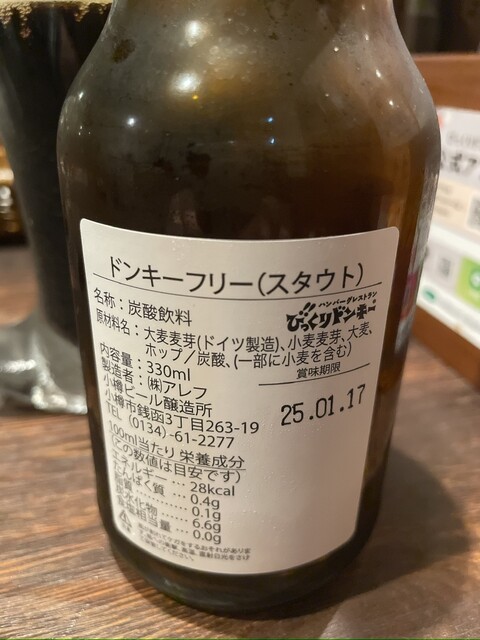 ドンキーフリー(スタウト)
名称：炭酸飲料
ハンバーグレストラン
びっくりドンキー
原材料名：大麦麦芽(ドイツ製造)、小麦麦芽、大麦、
ホップ／炭酸、(一部に小麦を含む)
内容量：330ml
賞味期限
25.01.17
製造者：㈱アレフ
小樽ビール醸造所
小樽市銭函3丁目263-19
TEL (0134)-61-2277
100ml当たり 栄養成分
(この数値は目安です)
エネルギー … 28kcal
たんぱく質 … 0.4g
脂質 … 0.1g
炭水化物 … 6.6g
食塩相当量 … 0.0g